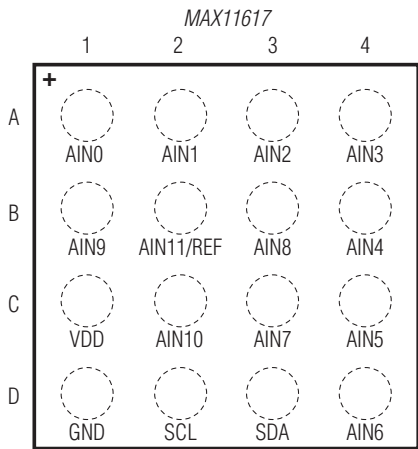 MAX11617
1 2 3 4
+
A
AIN0 AIN1 AIN2 AIN3
B
AIN9 AIN11/REF AIN8 AIN4
C
VDD AIN10 AIN7 AIN5
D
GND SCL SDA AIN6